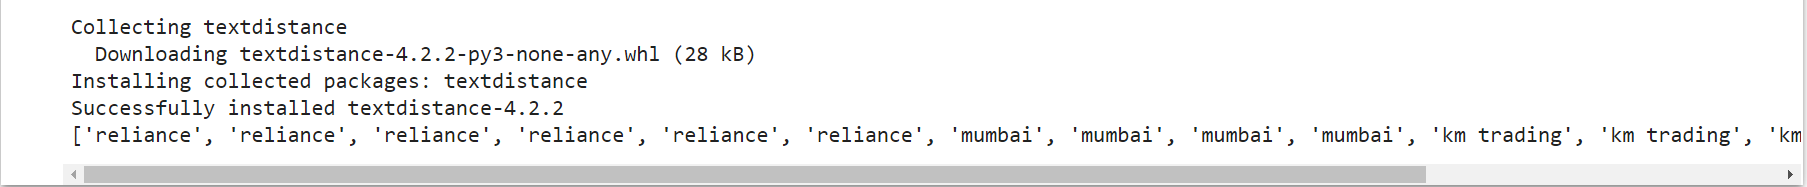 Collecting textdistance
Downloading textdistance-4.2.2-py3-none-any.whl (28 kB)
Installing collected packages: textdistance
Successfully installed textdistance-4.2.2
['reliance', 'reliance', 'reliance', 'reliance', 'reliance', 'reliance', 'mumbai', 'mumbai', 'mumbai', 'mumbai', 'km trading', 'km trading', 'km